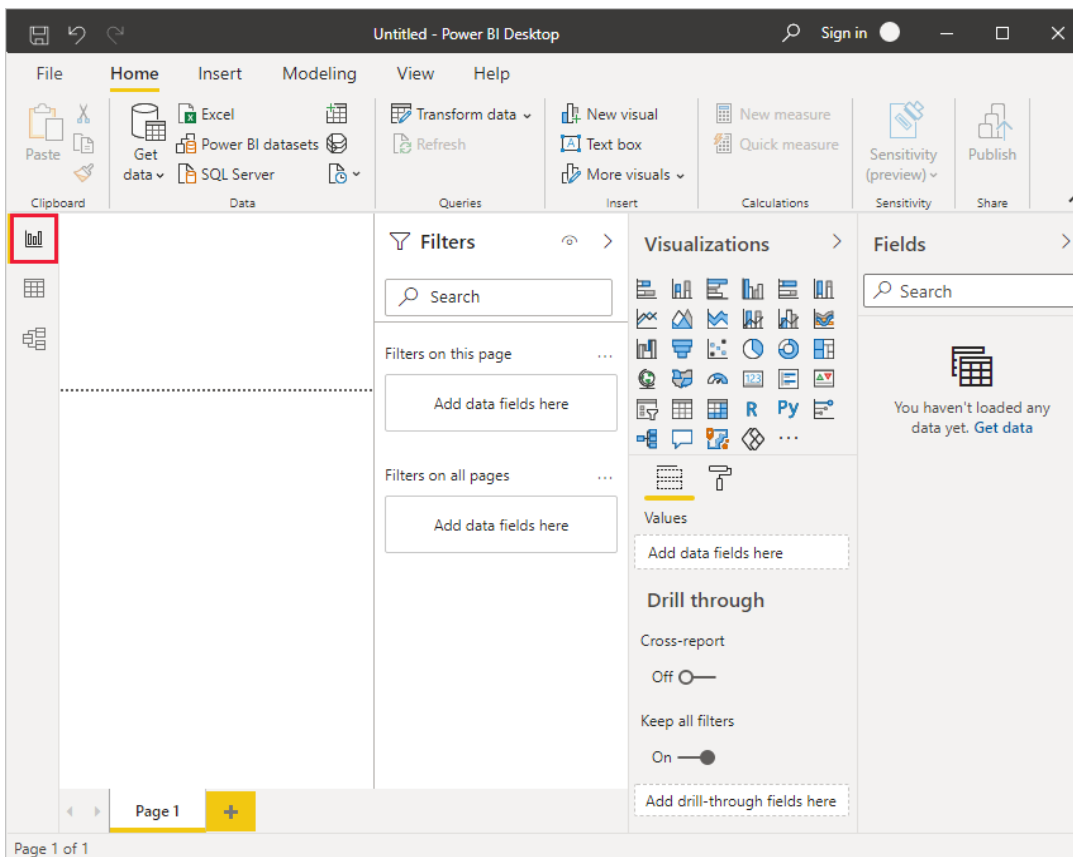 Untitled - Power BI Desktop
Sign in
File Home Insert Modeling View Help
Paste
Clipboard
Get
data
Excel
Power BI datasets
SQL Server
Data
Transform data
Refresh
Queries
New visual
Text box
More visuals
Insert
New measure
Quick measure
Calculations
Sensitivity
(preview)
Sensitivity
Publish
Share
Filters
Search
Filters on this page
...
Add data fields here
Filters on all pages
...
Add data fields here
Visualizations
123
R
Py
...
Values
Add data fields here
Drill through
Cross-report
Off
Keep all filters
On
Add drill-through fields here
Fields
Search
You haven't loaded any
data yet. Get data
Page 1
+
Page 1 of 1